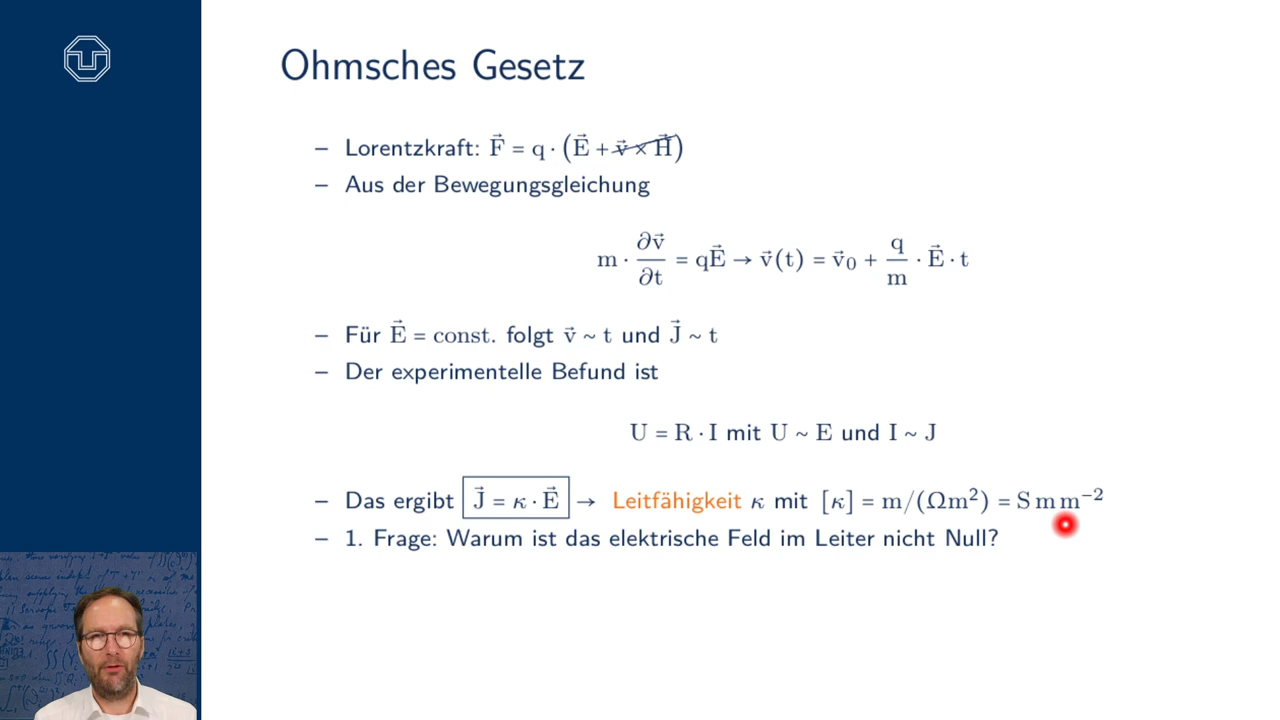 Ohmsches Gesetz
– Lorentzkraft: F⃗ = q · (E⃗ + v⃗ × H⃗)
– Aus der Bewegungsgleichung
m · ∂v⃗/∂t = qE⃗ → v⃗(t) = v⃗₀ + q/m · E⃗ · t
– Für E⃗ = const. folgt v⃗ ~ t und J⃗ ~ t
– Der experimentelle Befund ist
U = R · I mit U ~ E und I ~ J
– Das ergibt J⃗ = κ · E⃗ → Leitfähigkeit κ mit [κ] = m/(Ωm²) = S m m⁻²
– 1. Frage: Warum ist das elektrische Feld im Leiter nicht Null?